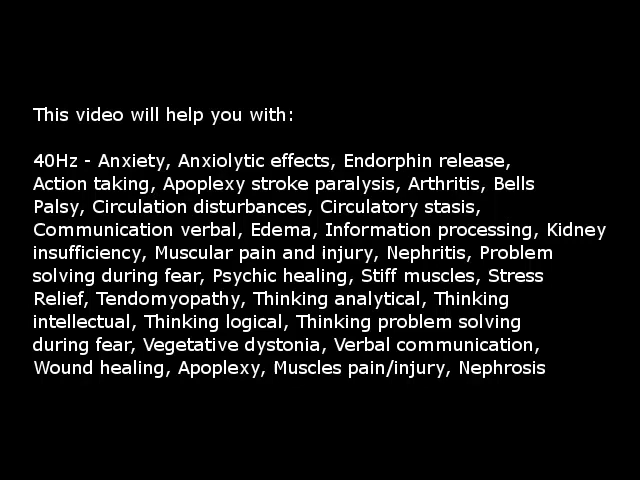 This video will help you with:
40Hz - Anxiety, Anxiolytic effects, Endorphin release,
Action taking, Apoplexy stroke paralysis, Arthritis, Bells
Palsy, Circulation disturbances, Circulatory stasis,
Communication verbal, Edema, Information processing, Kidney
insufficiency, Muscular pain and injury, Nephritis, Problem
solving during fear, Psychic healing, Stiff muscles, Stress
Relief, Tendomyopathy, Thinking analytical, Thinking
intellectual, Thinking logical, Thinking problem solving
during fear, Vegetative dystonia, Verbal communication,
Wound healing, Apoplexy, Muscles pain/injury, Nephrosis